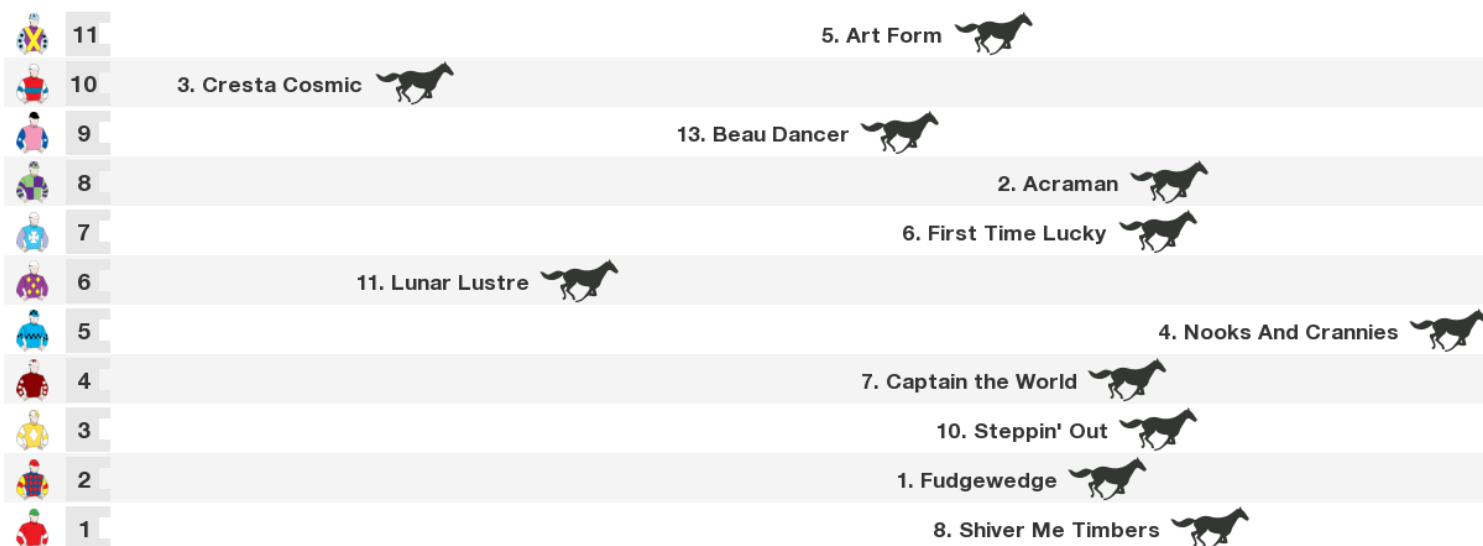 11 5. Art Form
10 3. Cresta Cosmic
9 13. Beau Dancer
8 2. Acraman
7 6. First Time Lucky
6 11. Lunar Lustre
5 4. Nooks And Crannies
4 7. Captain the World
3 10. Steppin' Out
2 1. Fudgewedge
1 8. Shiver Me Timbers